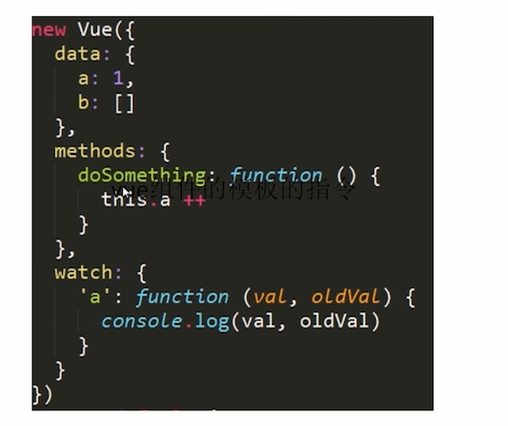 new Vue({
data: {
a: 1,
b: []
},
methods: {
doSomething: function () {
vue组件的模板的指令
this.a ++
}
},
watch: {
'a': function (val, oldVal) {
console.log(val, oldVal)
}
}
})